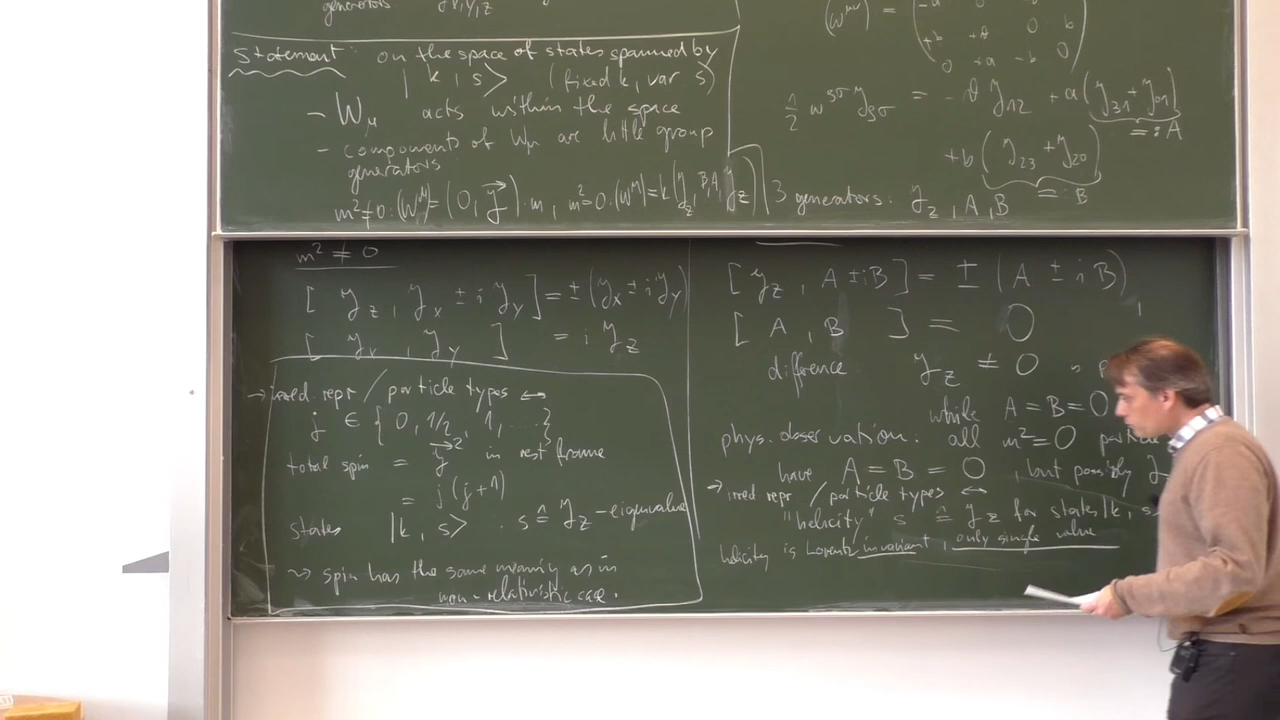 generators
Statement: on the space of states spanned by
| k, s > (fixed k, var s)
- Wμ acts within the space
- components of Wμ are little group
generators
m²≠0: (W^μ) = (0, J⃗)·m, m²=0: (W^μ) = k(J_z, B, A, J_z)
(ω^μν) =
½ ω^ρσ J_ρσ = -θ J_12 + a(J_31 + J_01)
=: A
+ b(J_23 + J_20)
=: B
3 generators: J_z, A, B
m² ≠ 0
[ J_z, J_x ± i J_y ] = ± (J_x ± i J_y)
[ J_x, J_y ] = i J_z
→ irred. repr / particle types ↔
j ∈ { 0, 1/2, 1, .... }
total spin = J⃗² in rest frame
= j(j+1)
states | k, s > . s ≙ J_z-eigenvalue
⇝ spin has the same meaning as in
non-relativistic case.
[ J_z, A ± iB ] = ± (A ± iB)
[ A, B ] = 0
difference J_z ≠ 0
while A = B = 0
phys. observation: all m² = 0
have A = B = 0, but possibly J
→ irred. repr / particle types ↔
"helicity" s ≙ J_z for states |k, s
helicity is Lorentz invariant, only single value